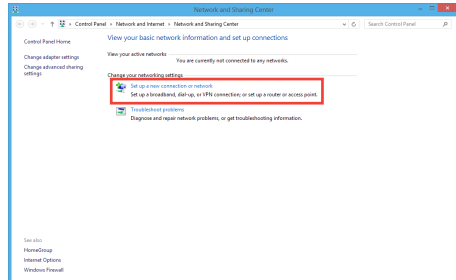 Network and Sharing Center
Control Panel › Network and Internet › Network and Sharing Center
Search Control Panel
Control Panel Home
Change adapter settings
Change advanced sharing
settings
View your basic network information and set up connections
View your active networks
You are currently not connected to any networks.
Change your networking settings
Set up a new connection or network
Set up a broadband, dial-up, or VPN connection; or set up a router or access point.
Troubleshoot problems
Diagnose and repair network problems, or get troubleshooting information.
See also
HomeGroup
Internet Options
Windows Firewall